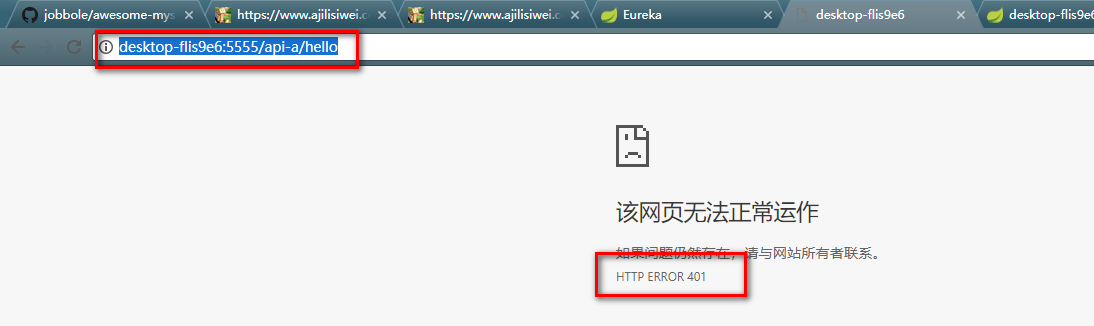 jobbole/awesome-mys
https://www.ajilisiwei.c
https://www.ajilisiwei.c
Eureka
desktop-flis9e6
desktop-flis9e6
desktop-flis9e6:5555/api-a/hello
该网页无法正常运作
如果问题仍然存在，请与网站所有者联系。
HTTP ERROR 401